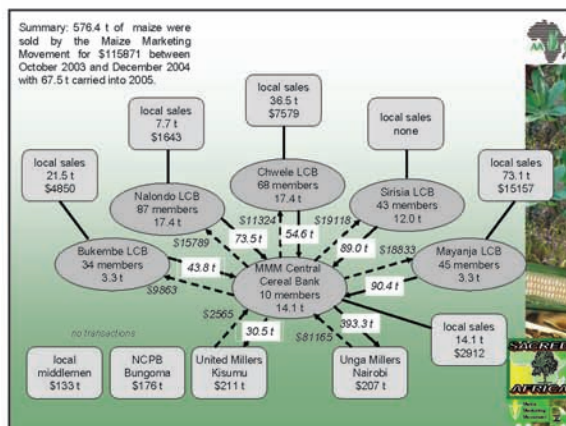 Summary: 576.4 t of maize were
sold by the Maize Marketing
Movement for $115871 between
October 2003 and December 2004
with 67.5 t carried into 2005.
local sales
36.5 t
$7579
local sales
7.7 t
$1643
local sales
none
local sales
21.5 t
$4850
local sales
73.1 t
$15157
Chwele LCB
68 members
17.4 t
Nalondo LCB
87 members
17.4 t
Sirisia LCB
43 members
12.0 t
Bukembe LCB
34 members
3.3 t
Mayanja LCB
45 members
3.3 t
$15789
73.5 t
$11324
54.6 t
$19118
89.0 t
$18833
90.4 t
43.8 t
$9863
MMM Central
Cereal Bank
10 members
14.1 t
$2565
30.5 t
$81165
393.3 t
local sales
14.1 t
$2912
no transactions
local
middlemen
$133 t
NCPB
Bungoma
$176 t
United Millers
Kisumu
$211 t
Unga Millers
Nairobi
$207 t
SACRED
AFRICA
Maize
Marketing
Movement